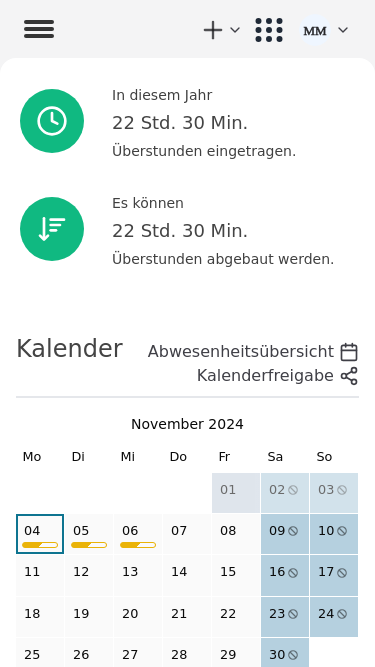 MM
In diesem Jahr
22 Std. 30 Min.
Überstunden eingetragen.
Es können
22 Std. 30 Min.
Überstunden abgebaut werden.
Kalender
Abwesenheitsübersicht
Kalenderfreigabe
November 2024
Mo Di Mi Do Fr Sa So
01 02 03
04 05 06 07 08 09 10
11 12 13 14 15 16 17
18 19 20 21 22 23 24
25 26 27 28 29 30